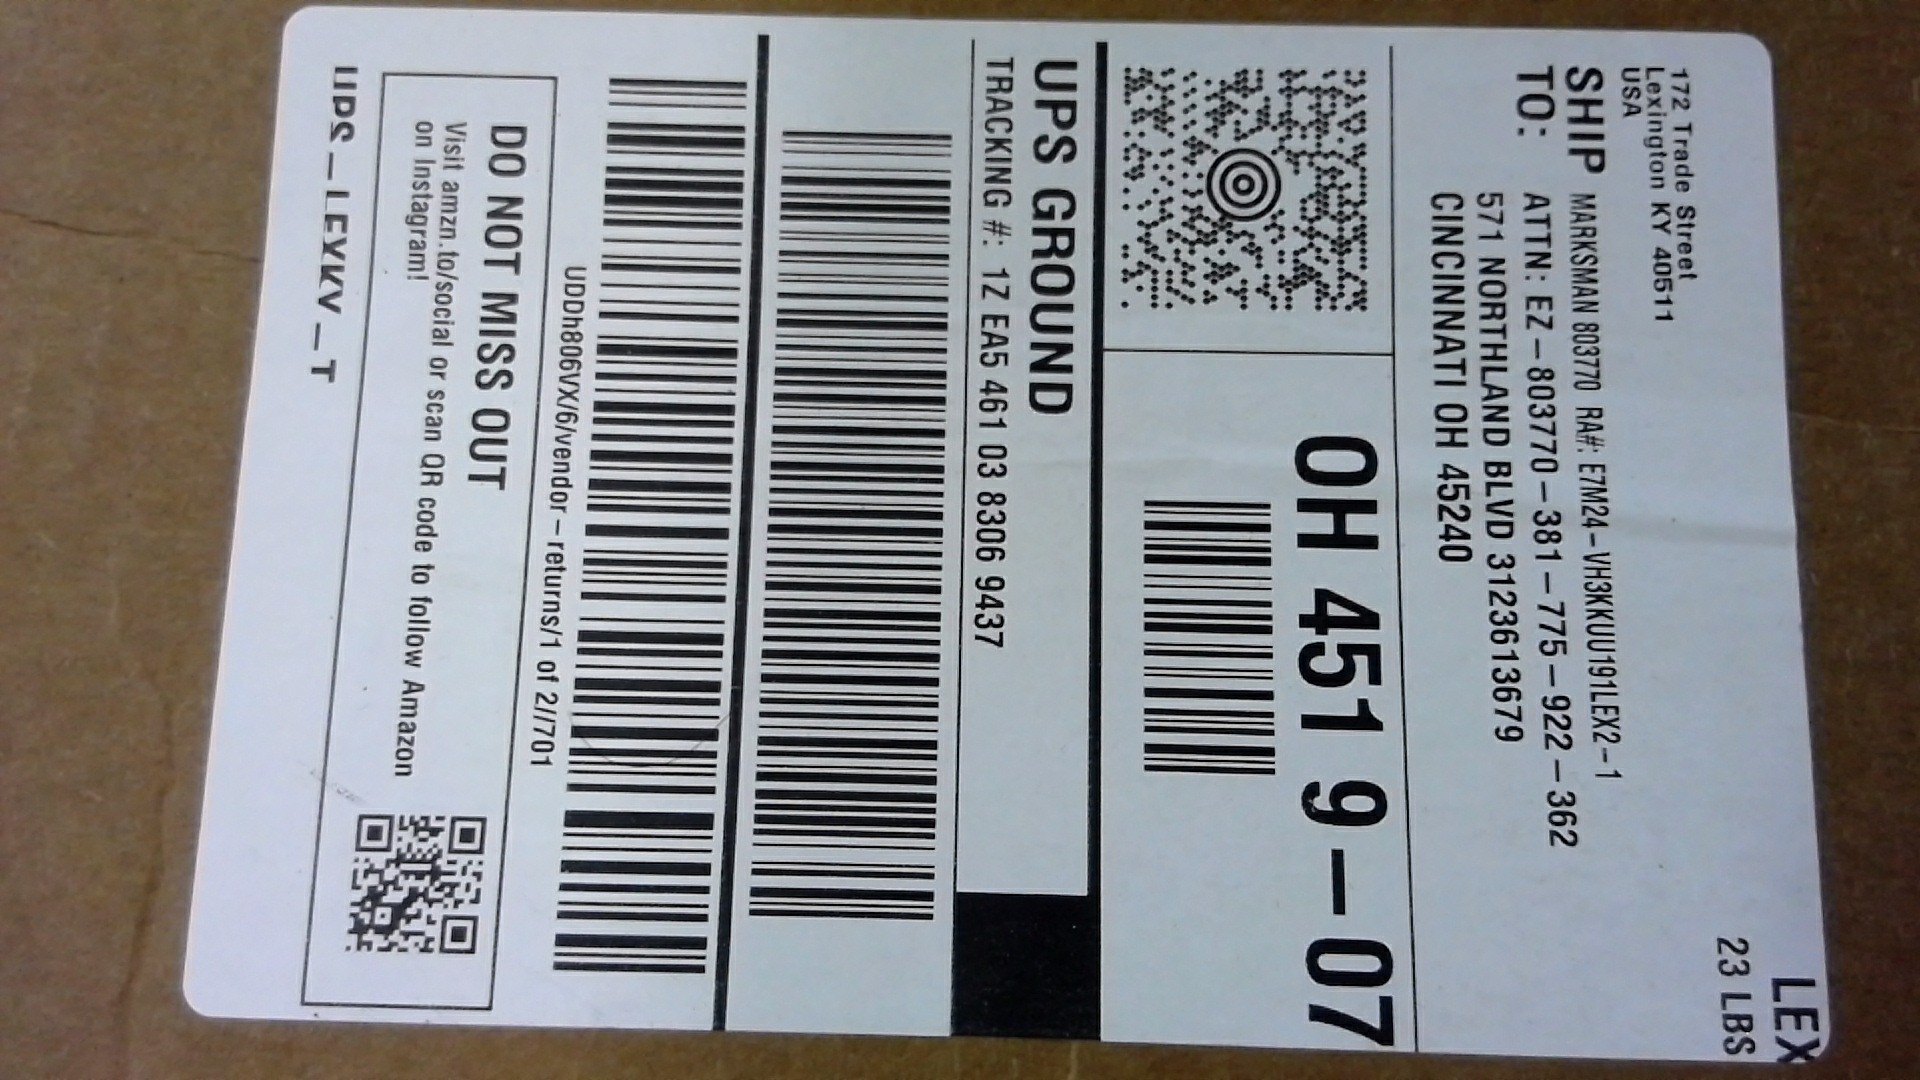 LEX
23 LBS
172 Trade Street
Lexington KY 40511
USA
SHIP
TO:
MARKSMAN 803770 RA#: E7M24-VH3KKUU191LEX2-1
ATTN: EZ-803770-381-775-922-362
571 NORTHLAND BLVD 3123613679
CINCINNATI OH 45240
OH 451 9-07
UPS GROUND
TRACKING #: 1Z EA5 461 03 8306 9437
UDDh806VX/6/vendor-returns/1 of 2//701
DO NOT MISS OUT
Visit amzn.to/social or scan QR code to follow Amazon
on Instagram!
UPS-LEXKY-T